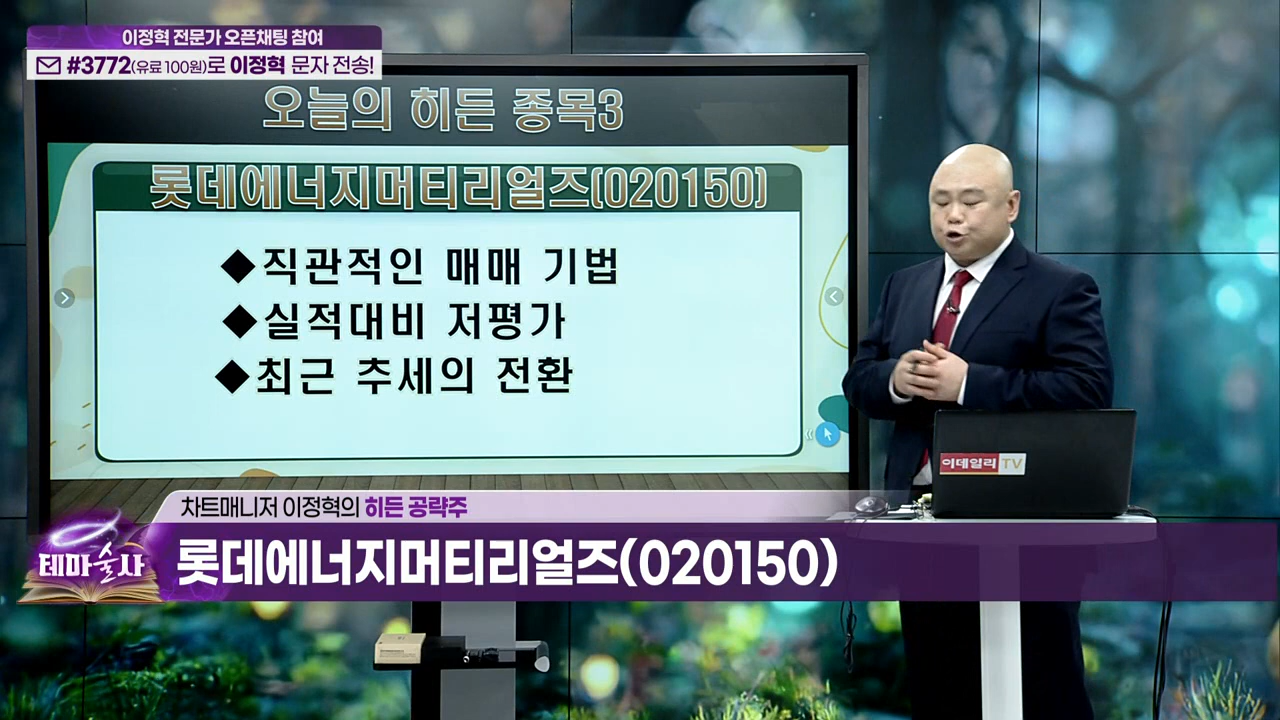 이정혁 전문가 오픈채팅 참여
#3772(유료 100원)로 이정혁 문자 전송!
오늘의 히든 종목3
롯데에너지머티리얼즈(020150)
◆직관적인 매매 기법
◆실적대비 저평가
◆최근 추세의 전환
이데일리 TV
차트매니저 이정혁의 히든 공략주
테마술사
롯데에너지머티리얼즈(020150)